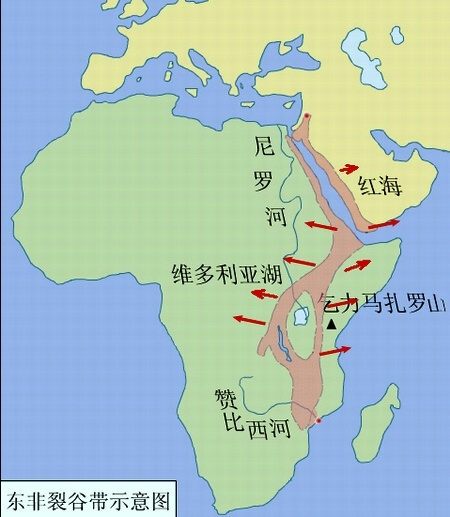 尼罗河
红海
维多利亚湖
乞力马扎罗山
赞比西河
东非裂谷带示意图